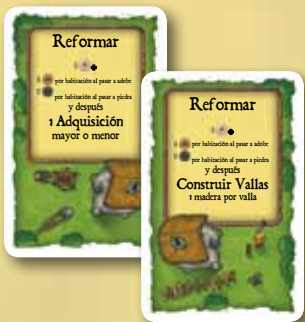 Reformar
por habitación al pasar a adobe
por habitación al pasar a piedra
y después
1 Adquisición
mayor o menor
Reformar
por habitación al pasar a adobe
por habitación al pasar a piedra
y después
Construir Vallas
1 madera por valla